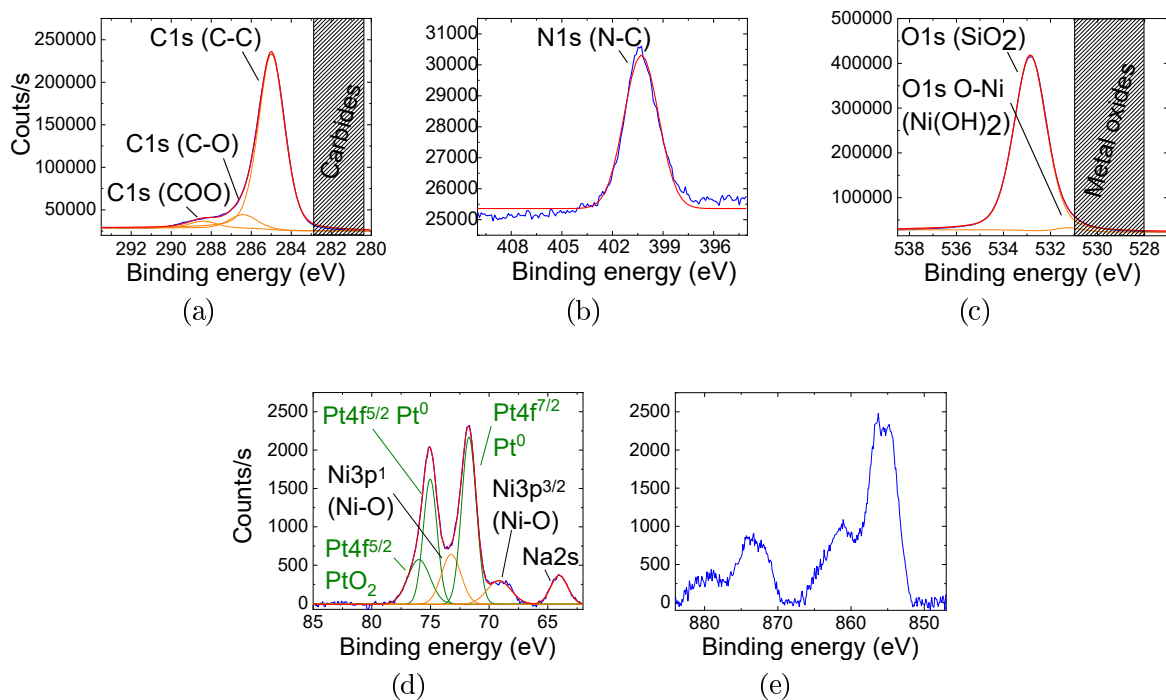 C1s (C-C)
C1s (C-O)
C1s (COO)
Carbides
250000
200000
150000
100000
50000
Couts/s
292 290 288 286 284 282 280
Binding energy (eV)
(a)
N1s (N-C)
31000
30000
29000
28000
27000
26000
25000
408 405 402 399 396
Binding energy (eV)
(b)
O1s (SiO2)
O1s O-Ni
(Ni(OH)2)
Metal oxides
500000
400000
300000
200000
100000
538 536 534 532 530 528
Binding energy (eV)
(c)
Pt4f5/2 Pt0
Pt4f7/2
Pt0
Ni3p1
(Ni-O)
Ni3p3/2
(Ni-O)
Pt4f5/2
PtO2
Na2s
2500
2000
1500
1000
500
0
Counts/s
85 80 75 70 65
Binding energy (eV)
(d)
2500
2000
1500
1000
500
0
880 870 860 850
Binding energy (eV)
(e)